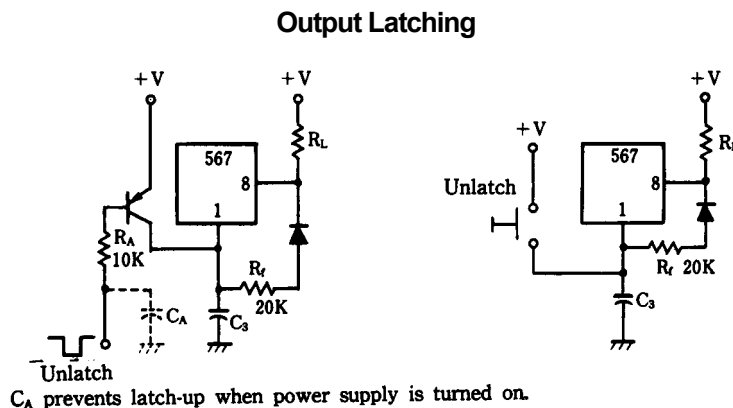 Output Latching
+V
567
8
1
R_L
R_A
10K
C_A
R_f
20K
C_3
Unlatch
+V
Unlatch
+V
567
8
1
R_f 20K
C_3
C_A prevents latch-up when power supply is turned on.
+V